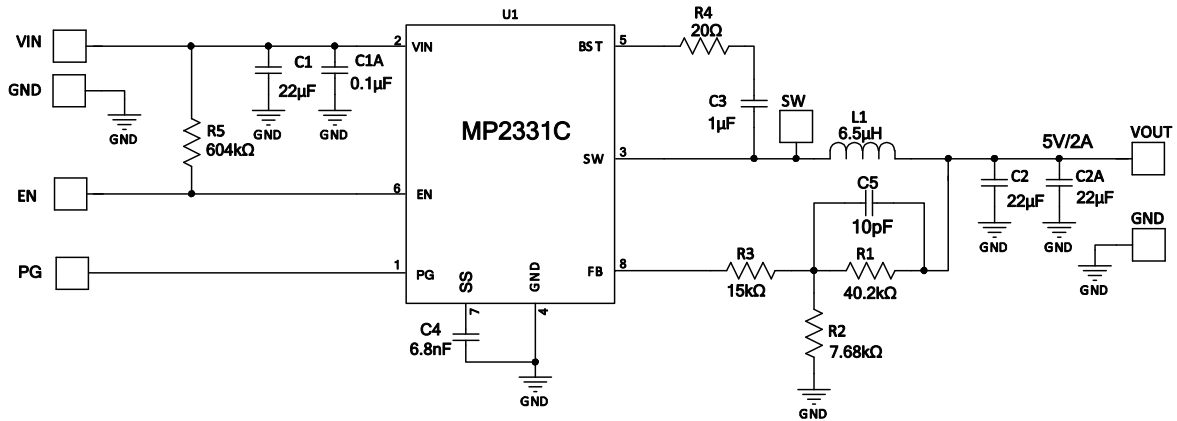 U1
R4
20Ω
VIN
2
VIN
BST
5
C1
22µF
C1A
0.1µF
GND
GND
GND
GND
C3
1µF
SW
R5
604kΩ
MP2331C
L1
6.5µH
5V/2A
VOUT
SW
3
EN
6
EN
C5
10pF
C2
22µF
C2A
22µF
GND
GND
GND
GND
PG
1
PG
FB
8
R3
15kΩ
R1
40.2kΩ
SS
7
GND
4
C4
6.8nF
R2
7.68kΩ
GND
GND